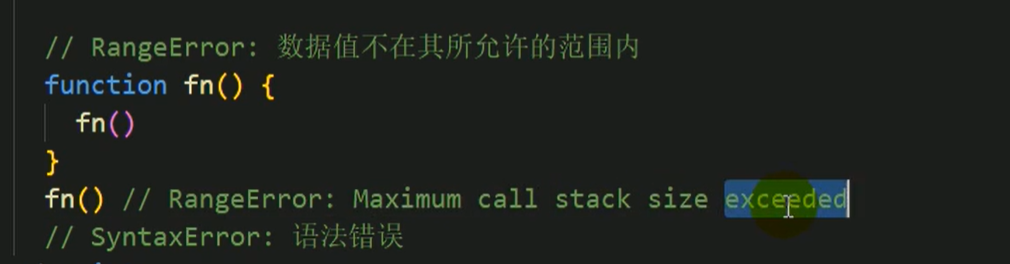 // RangeError: 数据值不在其所允许的范围内
function fn() {
fn()
}
fn() // RangeError: Maximum call stack size exceeded
// SyntaxError: 语法错误